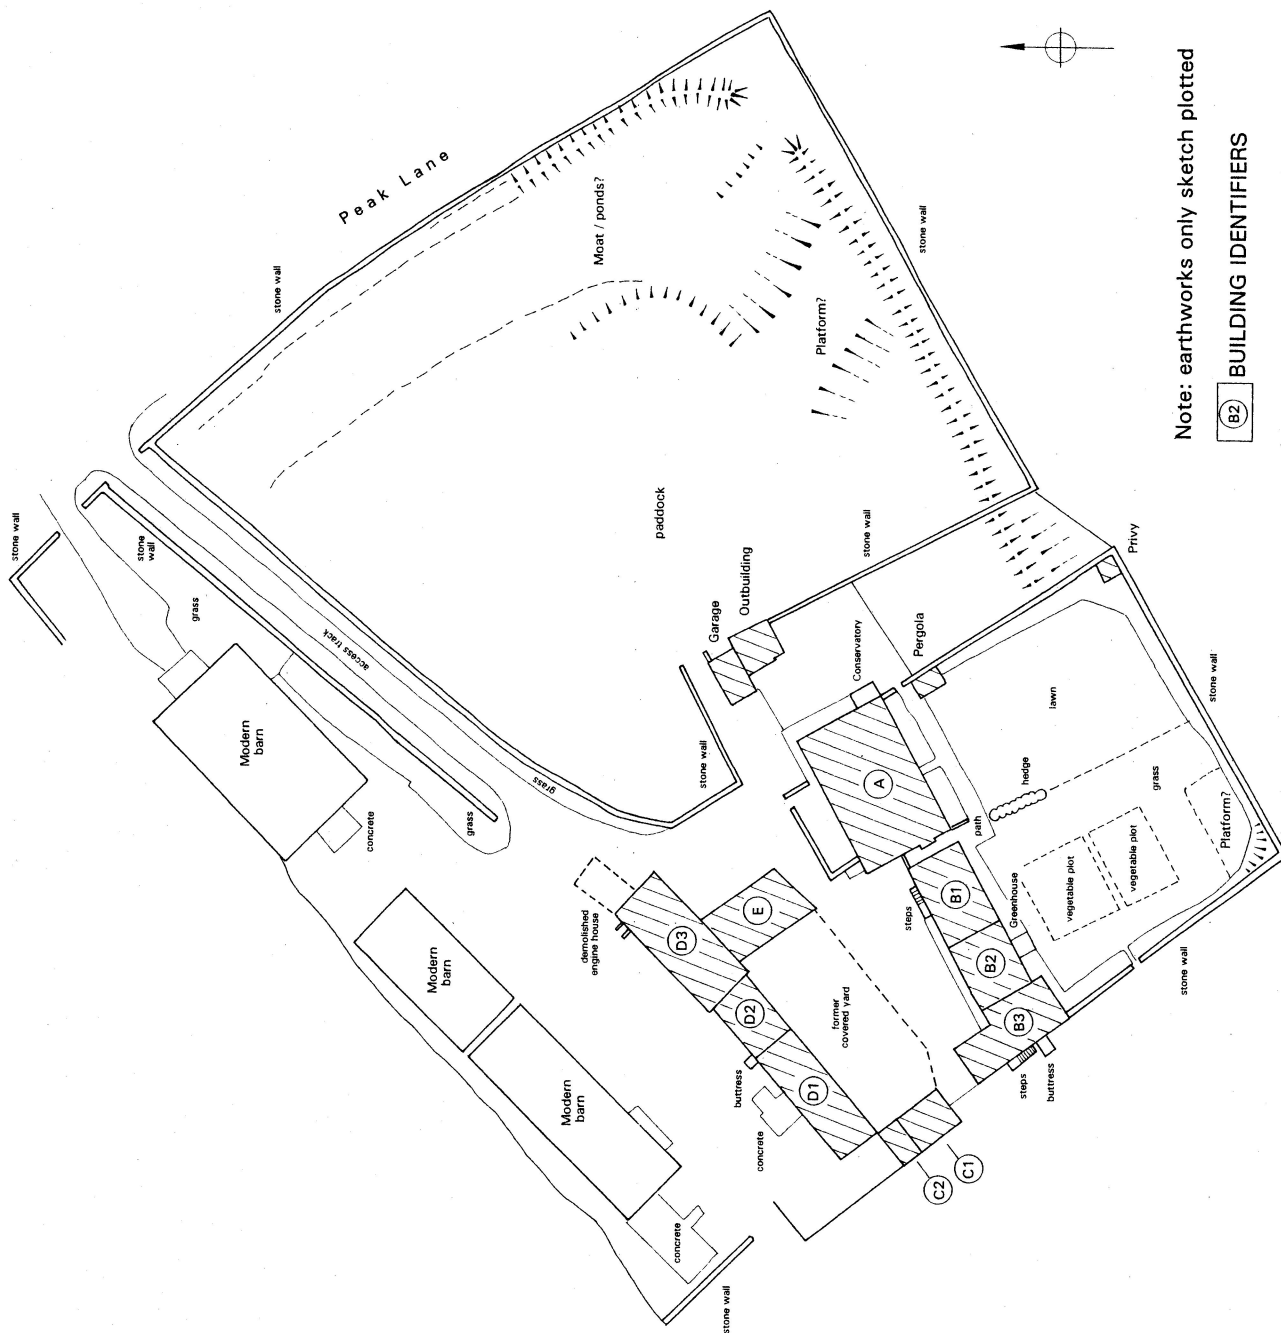 Peak Lane
stone wall
stone wall
stone
wall
grass
access track
grass
grass
stone wall
Moat / ponds?
Platform?
stone wall
paddock
stone wall
Garage
Outbuilding
stone wall
Conservatory
Pergola
Privy
Modern
barn
concrete
Modern
barn
Modern
barn
concrete
stone wall
demolished
engine house
D3
E
D2
D1
buttress
concrete
former
covered yard
C2
C1
A
steps
B1
B2
B3
Greenhouse
path
hedge
lawn
grass
vegetable plot
vegetable plot
Platform?
stone wall
stone wall
steps
buttress
Note: earthworks only sketch plotted
B2
BUILDING IDENTIFIERS